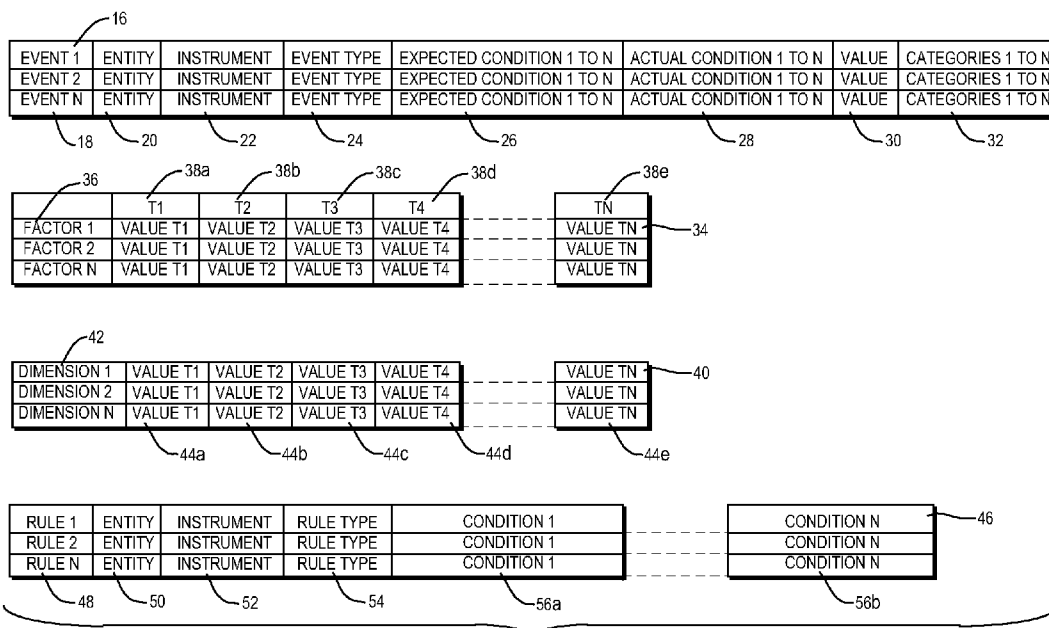 16
EVENT 1 ENTITY INSTRUMENT EVENT TYPE EXPECTED CONDITION 1 TO N ACTUAL CONDITION 1 TO N VALUE CATEGORIES 1 TO N
EVENT 2 ENTITY INSTRUMENT EVENT TYPE EXPECTED CONDITION 1 TO N ACTUAL CONDITION 1 TO N VALUE CATEGORIES 1 TO N
EVENT N ENTITY INSTRUMENT EVENT TYPE EXPECTED CONDITION 1 TO N ACTUAL CONDITION 1 TO N VALUE CATEGORIES 1 TO N
18 20 22 24 26 28 30 32
36 38a 38b 38c 38d 38e
T1 T2 T3 T4 TN
FACTOR 1 VALUE T1 VALUE T2 VALUE T3 VALUE T4 VALUE TN 34
FACTOR 2 VALUE T1 VALUE T2 VALUE T3 VALUE T4 VALUE TN
FACTOR N VALUE T1 VALUE T2 VALUE T3 VALUE T4 VALUE TN
42
DIMENSION 1 VALUE T1 VALUE T2 VALUE T3 VALUE T4 VALUE TN 40
DIMENSION 2 VALUE T1 VALUE T2 VALUE T3 VALUE T4 VALUE TN
DIMENSION N VALUE T1 VALUE T2 VALUE T3 VALUE T4 VALUE TN
44a 44b 44c 44d 44e
RULE 1 ENTITY INSTRUMENT RULE TYPE CONDITION 1 CONDITION N 46
RULE 2 ENTITY INSTRUMENT RULE TYPE CONDITION 1 CONDITION N
RULE N ENTITY INSTRUMENT RULE TYPE CONDITION 1 CONDITION N
48 50 52 54 56a 56b